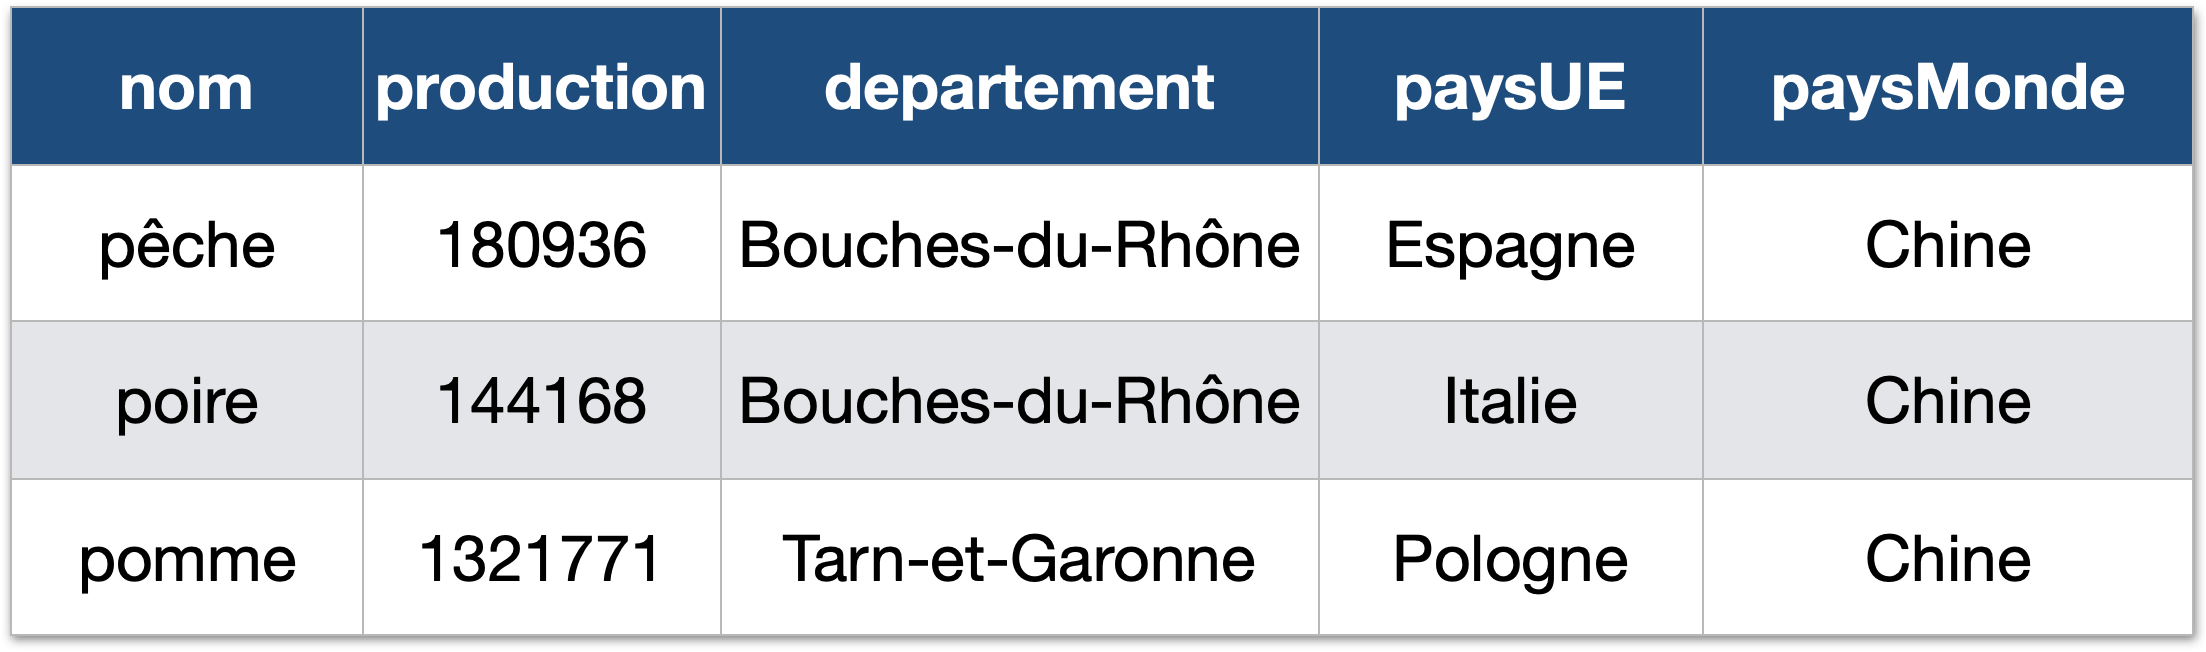 nom production departement paysUE paysMonde
pêche 180936 Bouches-du-Rhône Espagne Chine
poire 144168 Bouches-du-Rhône Italie Chine
pomme 1321771 Tarn-et-Garonne Pologne Chine